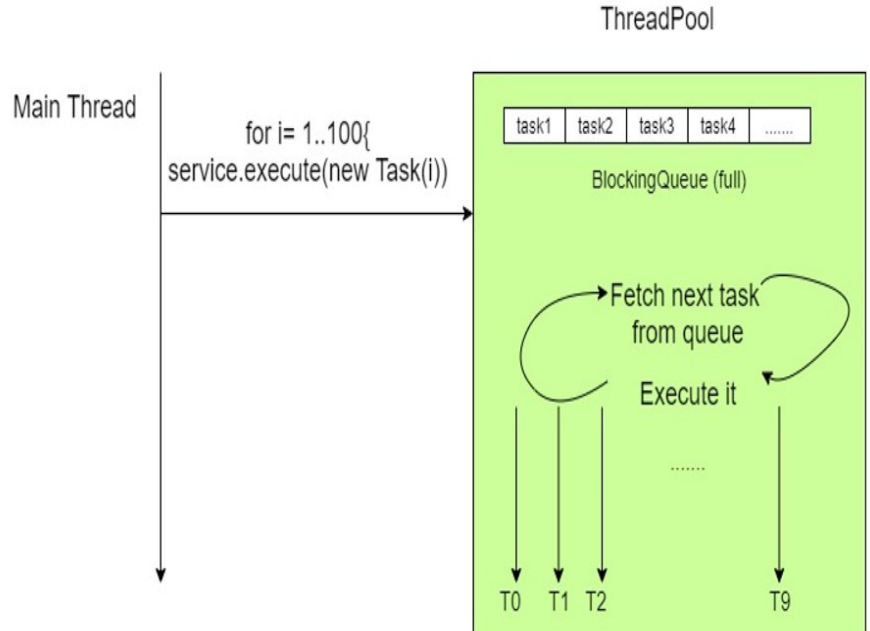 ThreadPool
Main Thread
for i= 1..100{
service.execute(new Task(i))
task1 task2 task3 task4 .......
BlockingQueue (full)
Fetch next task
from queue
Execute it
.......
T0 T1 T2 T9